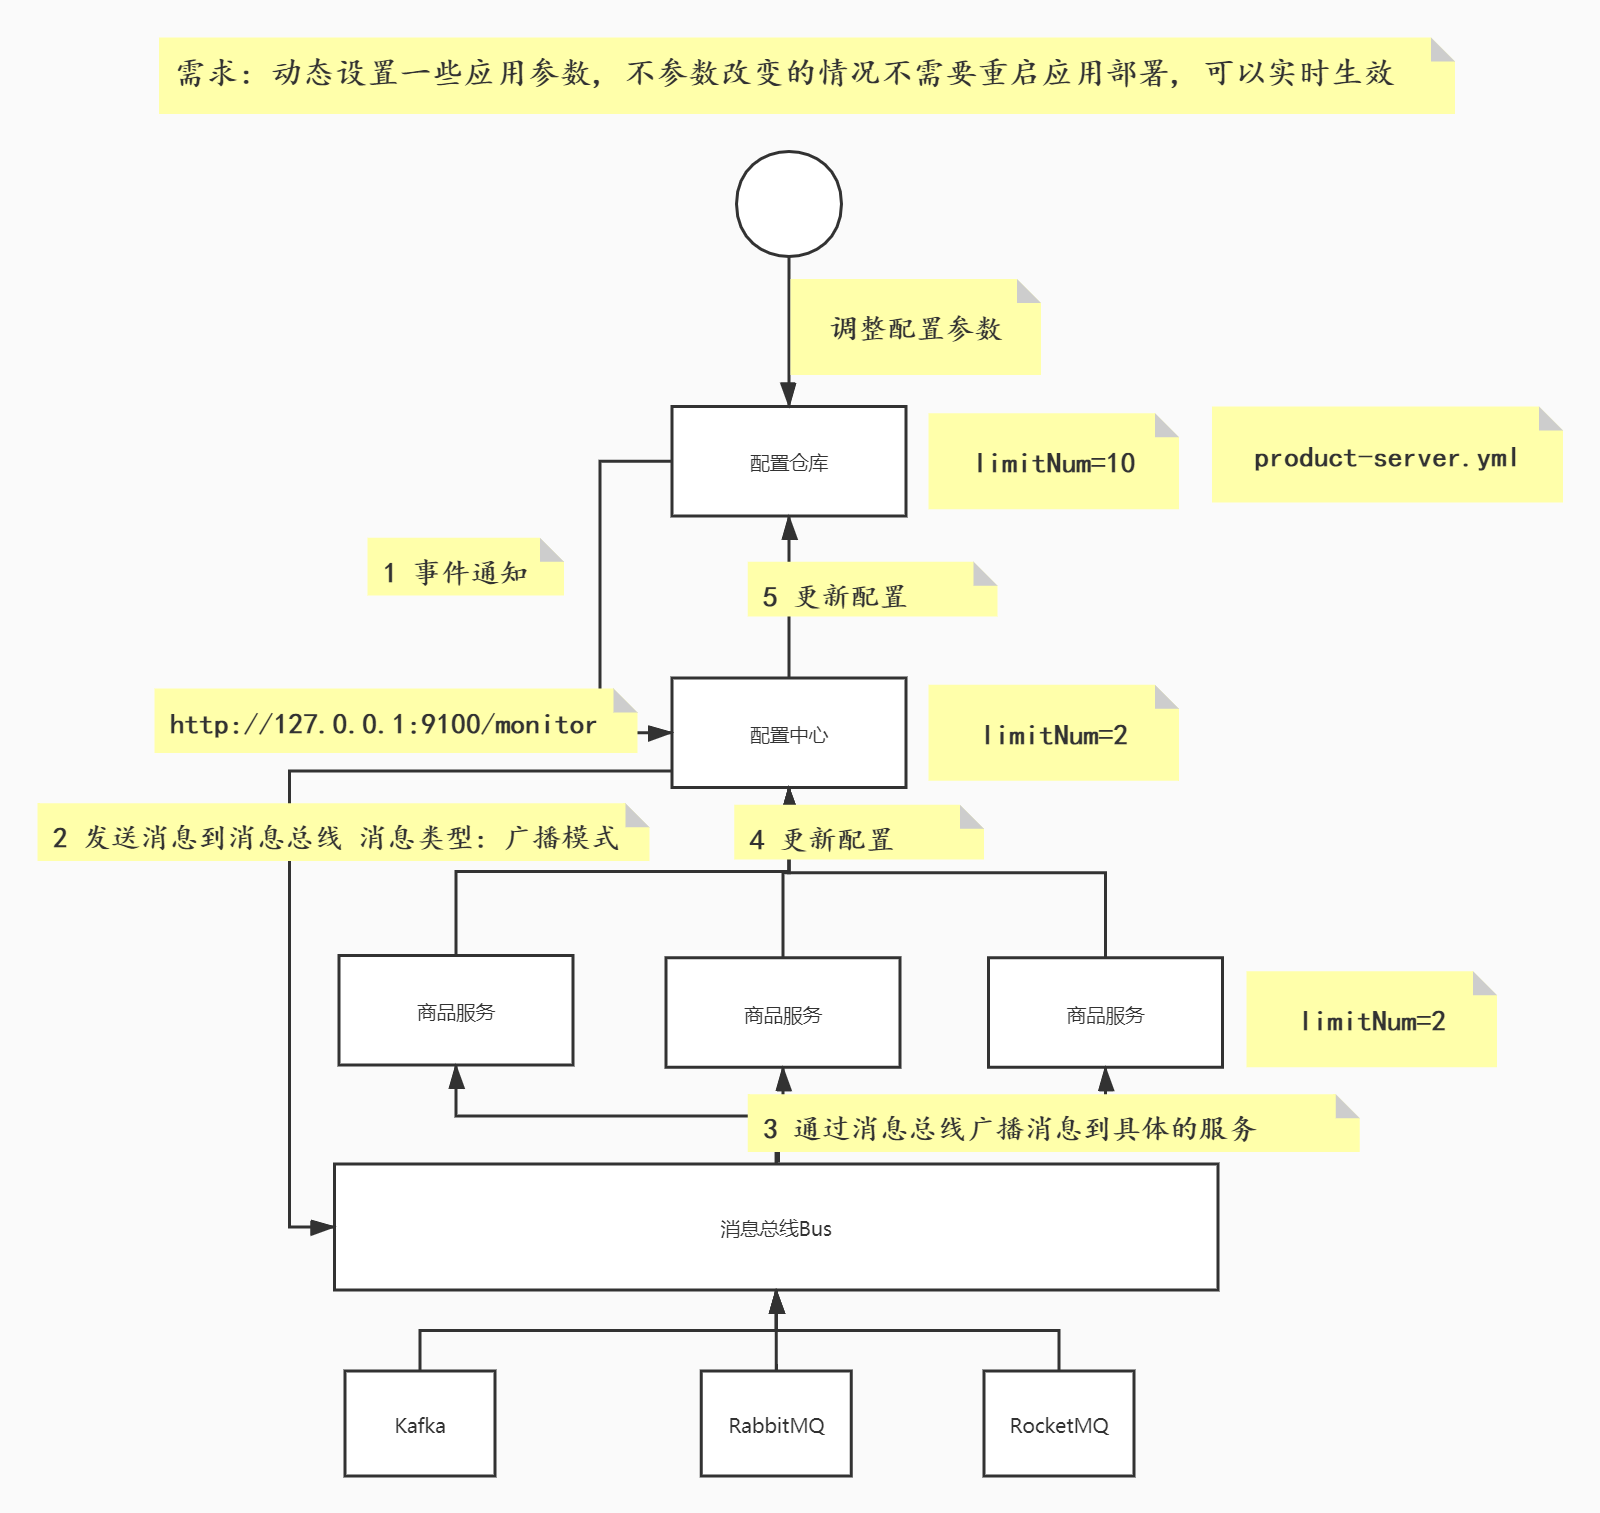 需求：动态设置一些应用参数，不参数改变的情况不需要重启应用部署，可以实时生效
调整配置参数
配置仓库
limitNum=10
product-server.yml
1 事件通知
5 更新配置
http://127.0.0.1:9100/monitor
配置中心
limitNum=2
2 发送消息到消息总线 消息类型：广播模式
4 更新配置
商品服务
商品服务
商品服务
limitNum=2
3 通过消息总线广播消息到具体的服务
消息总线Bus
Kafka
RabbitMQ
RocketMQ